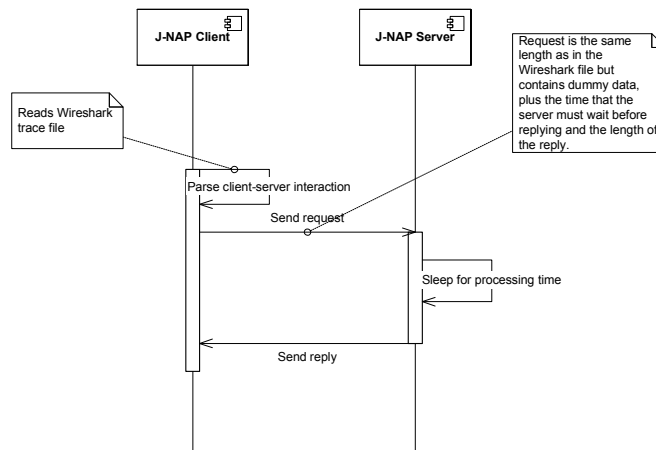 J-NAP Client
J-NAP Server
Request is the same
length as in the
Wireshark file but
contains dummy data,
plus the time that the
server must wait before
replying and the length of
the reply.
Reads Wireshark
trace file
Parse client-server interaction
Send request
Sleep for processing time
Send reply